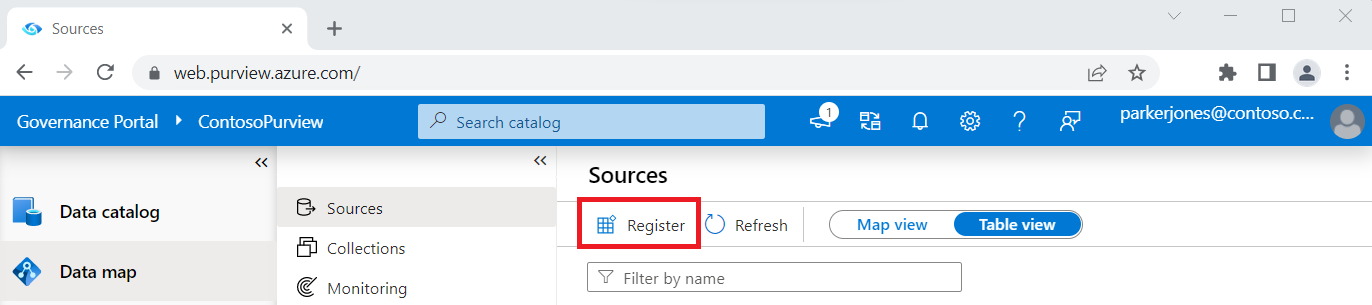 Sources
web.purview.azure.com/
Governance Portal ContosoPurview Search catalog 1 parkerjones@contoso.c...
Data catalog
Data map
Sources
Collections
Monitoring
Sources
Register Refresh Map view Table view
Filter by name